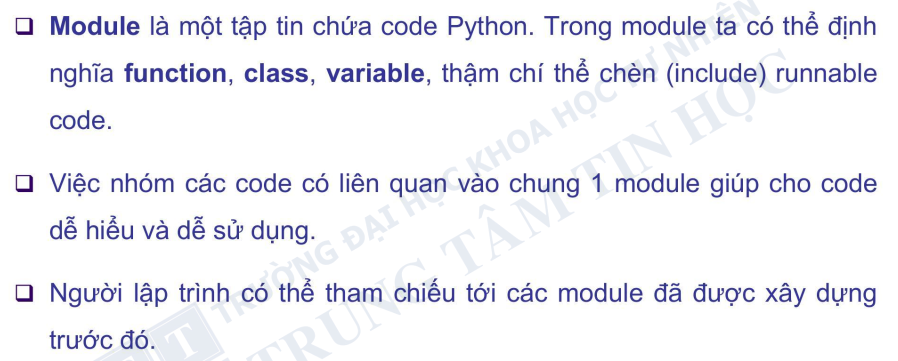 ❑ Module là một tập tin chứa code Python. Trong module ta có thể định
nghĩa function, class, variable, thậm chí thể chèn (include) runnable
code.
❑ Việc nhóm các code có liên quan vào chung 1 module giúp cho code
dễ hiểu và dễ sử dụng.
❑ Người lập trình có thể tham chiếu tới các module đã được xây dựng
trước đó.
TRƯỜNG ĐẠI HỌC KHOA HỌC TỰ NHIÊN
TRUNG TÂM TIN HỌC